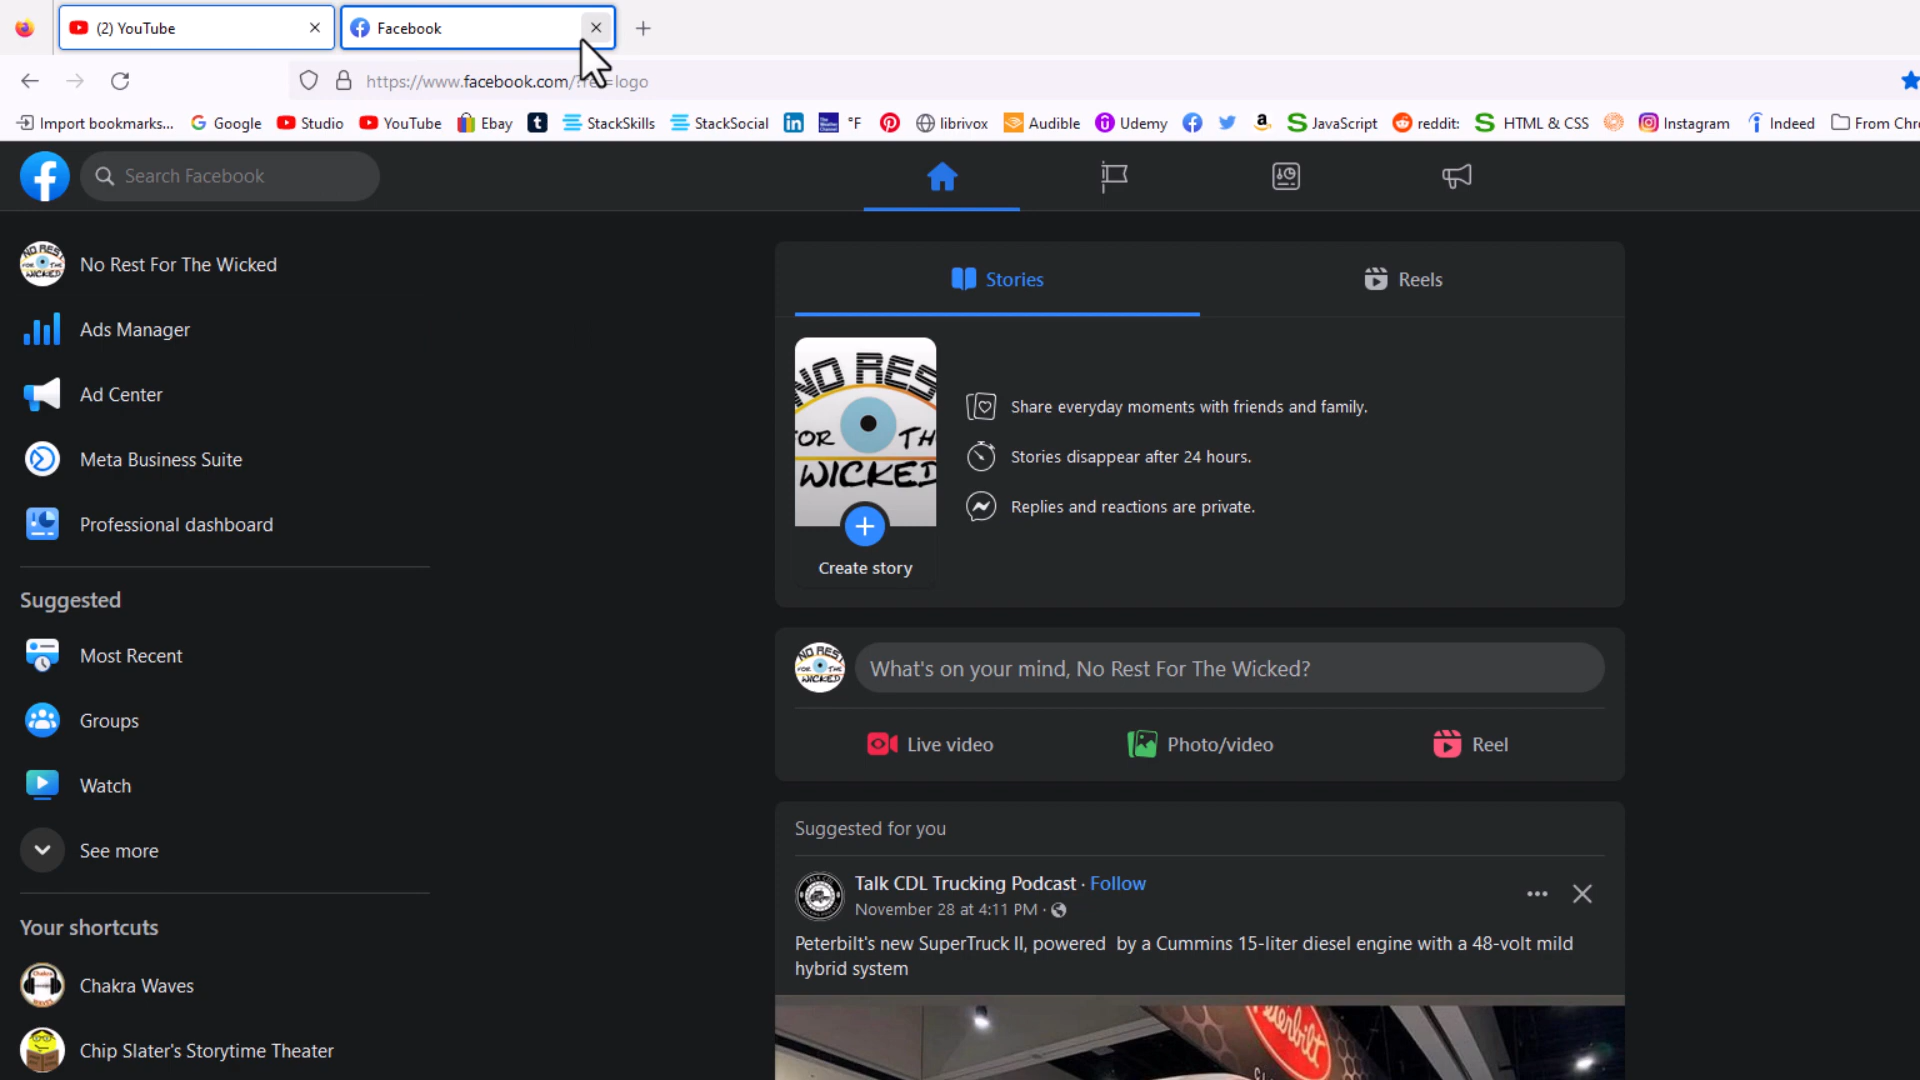 (2) YouTube
Facebook
https://www.facebook.com/?re=logo
Import bookmarks...
Google
Studio
YouTube
Ebay
StackSkills
StackSocial
°F
librivox
Audible
Udemy
JavaScript
reddit:
HTML & CSS
Instagram
Indeed
From Chro
Search Facebook
No Rest For The Wicked
Ads Manager
Ad Center
Meta Business Suite
Professional dashboard
Suggested
Most Recent
Groups
Watch
See more
Your shortcuts
Chakra Waves
Chip Slater's Storytime Theater
Stories
Reels
NO RES
FOR TH
WICKED
Create story
Share everyday moments with friends and family.
Stories disappear after 24 hours.
Replies and reactions are private.
What's on your mind, No Rest For The Wicked?
Live video
Photo/video
Reel
Suggested for you
Talk CDL Trucking Podcast · Follow
November 28 at 4:11 PM ·
Peterbilt's new SuperTruck II, powered by a Cummins 15-liter diesel engine with a 48-volt mild
hybrid system
Peterbilt